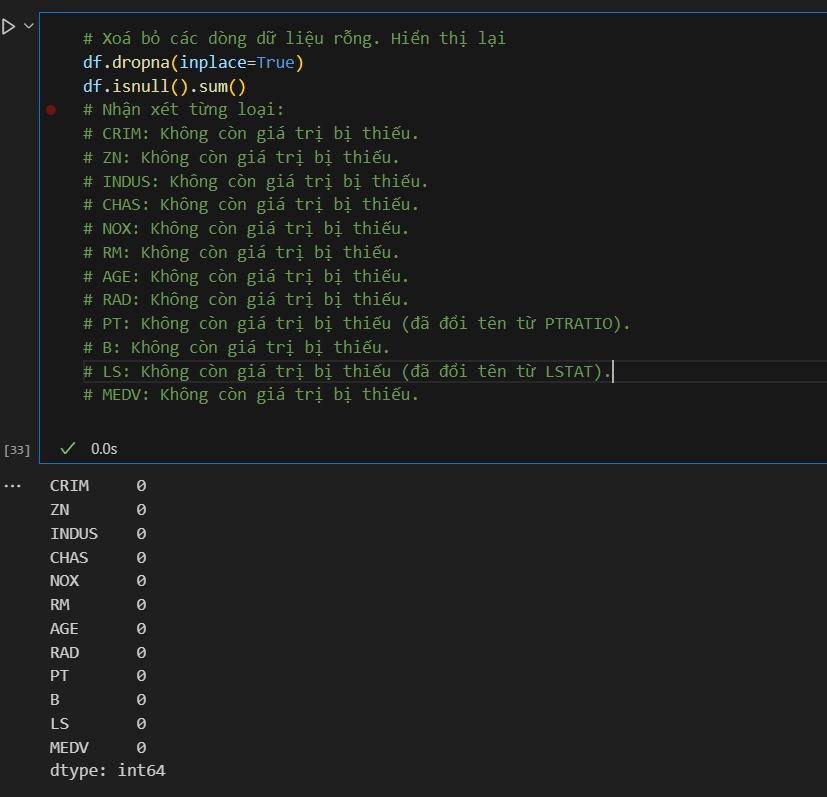 # Xoá bỏ các dòng dữ liệu rỗng. Hiển thị lại
df.dropna(inplace=True)
df.isnull().sum()
# Nhận xét từng loại:
# CRIM: Không còn giá trị bị thiếu.
# ZN: Không còn giá trị bị thiếu.
# INDUS: Không còn giá trị bị thiếu.
# CHAS: Không còn giá trị bị thiếu.
# NOX: Không còn giá trị bị thiếu.
# RM: Không còn giá trị bị thiếu.
# AGE: Không còn giá trị bị thiếu.
# RAD: Không còn giá trị bị thiếu.
# PT: Không còn giá trị bị thiếu (đã đổi tên từ PTRATIO).
# B: Không còn giá trị bị thiếu.
# LS: Không còn giá trị bị thiếu (đã đổi tên từ LSTAT).
# MEDV: Không còn giá trị bị thiếu.
[33] ✓ 0.0s
... CRIM 0
ZN 0
INDUS 0
CHAS 0
NOX 0
RM 0
AGE 0
RAD 0
PT 0
B 0
LS 0
MEDV 0
dtype: int64